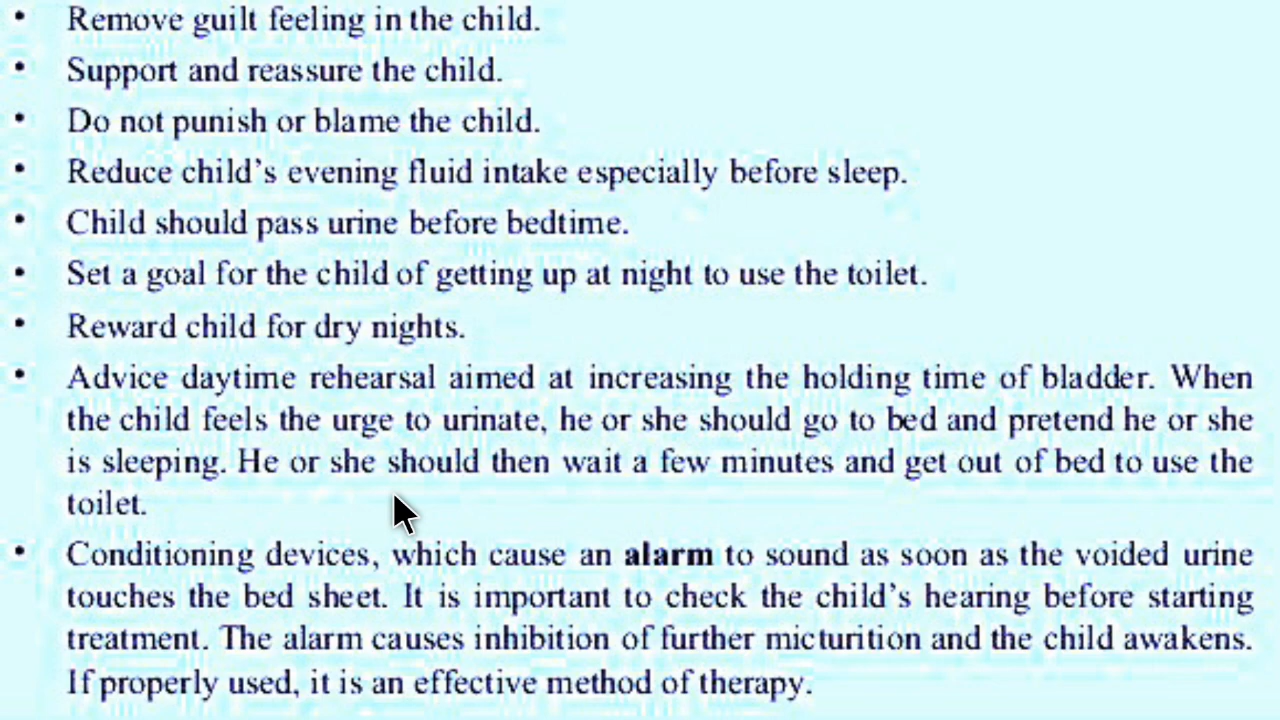 • Remove guilt feeling in the child.
• Support and reassure the child.
• Do not punish or blame the child.
• Reduce child's evening fluid intake especially before sleep.
• Child should pass urine before bedtime.
• Set a goal for the child of getting up at night to use the toilet.
• Reward child for dry nights.
• Advice daytime rehearsal aimed at increasing the holding time of bladder. When
the child feels the urge to urinate, he or she should go to bed and pretend he or she
is sleeping. He or she should then wait a few minutes and get out of bed to use the
toilet.
• Conditioning devices, which cause an alarm to sound as soon as the voided urine
touches the bed sheet. It is important to check the child's hearing before starting
treatment. The alarm causes inhibition of further micturition and the child awakens.
If properly used, it is an effective method of therapy.